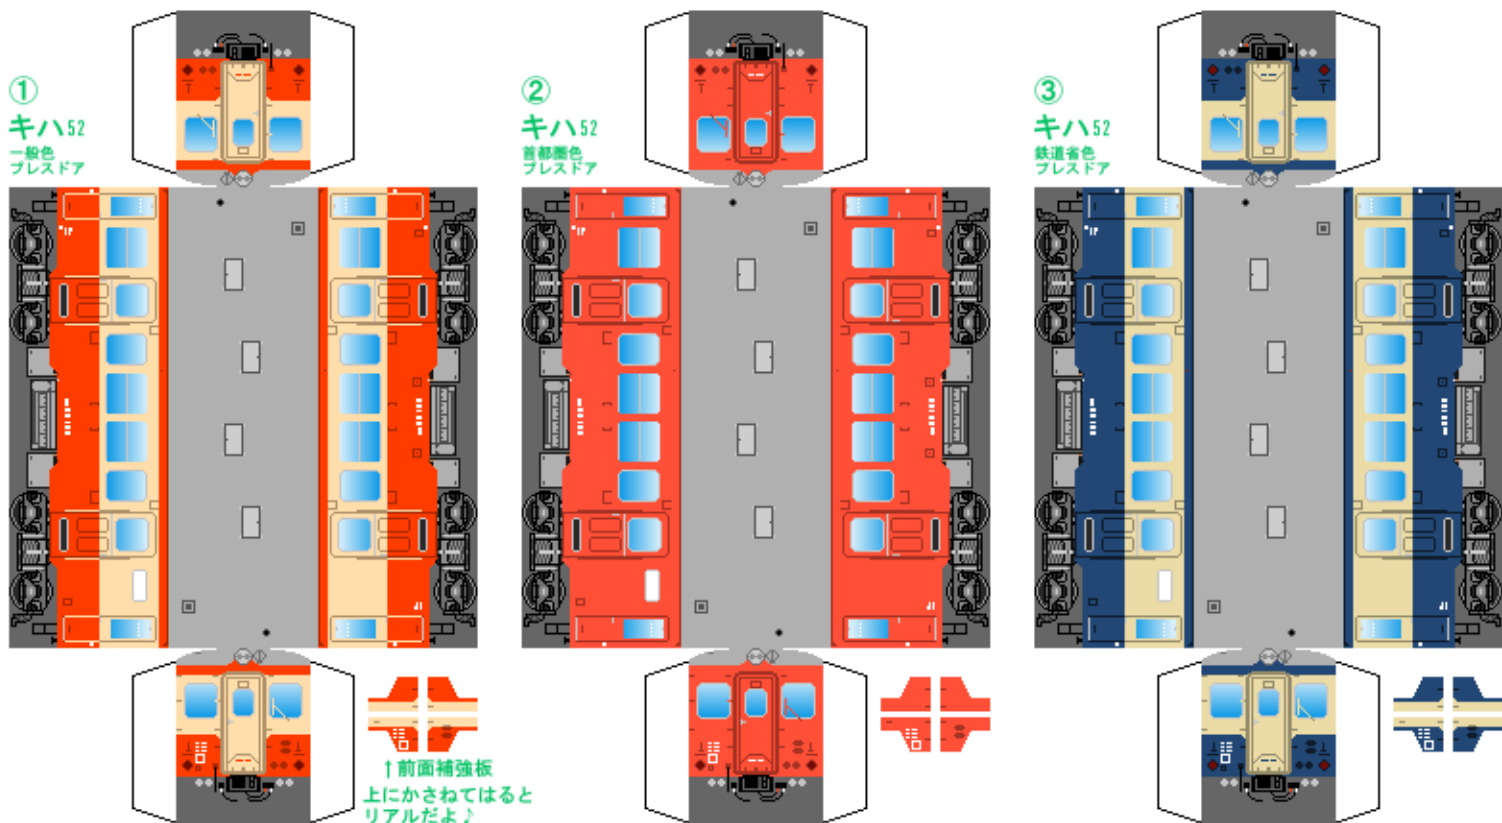 ①
キハ52
一般色
プレスドア
②
キハ52
首都圏色
プレスドア
③
キハ52
鉄道省色
プレスドア
↑前面補強板
上にかさねてはると
リアルだよ♪